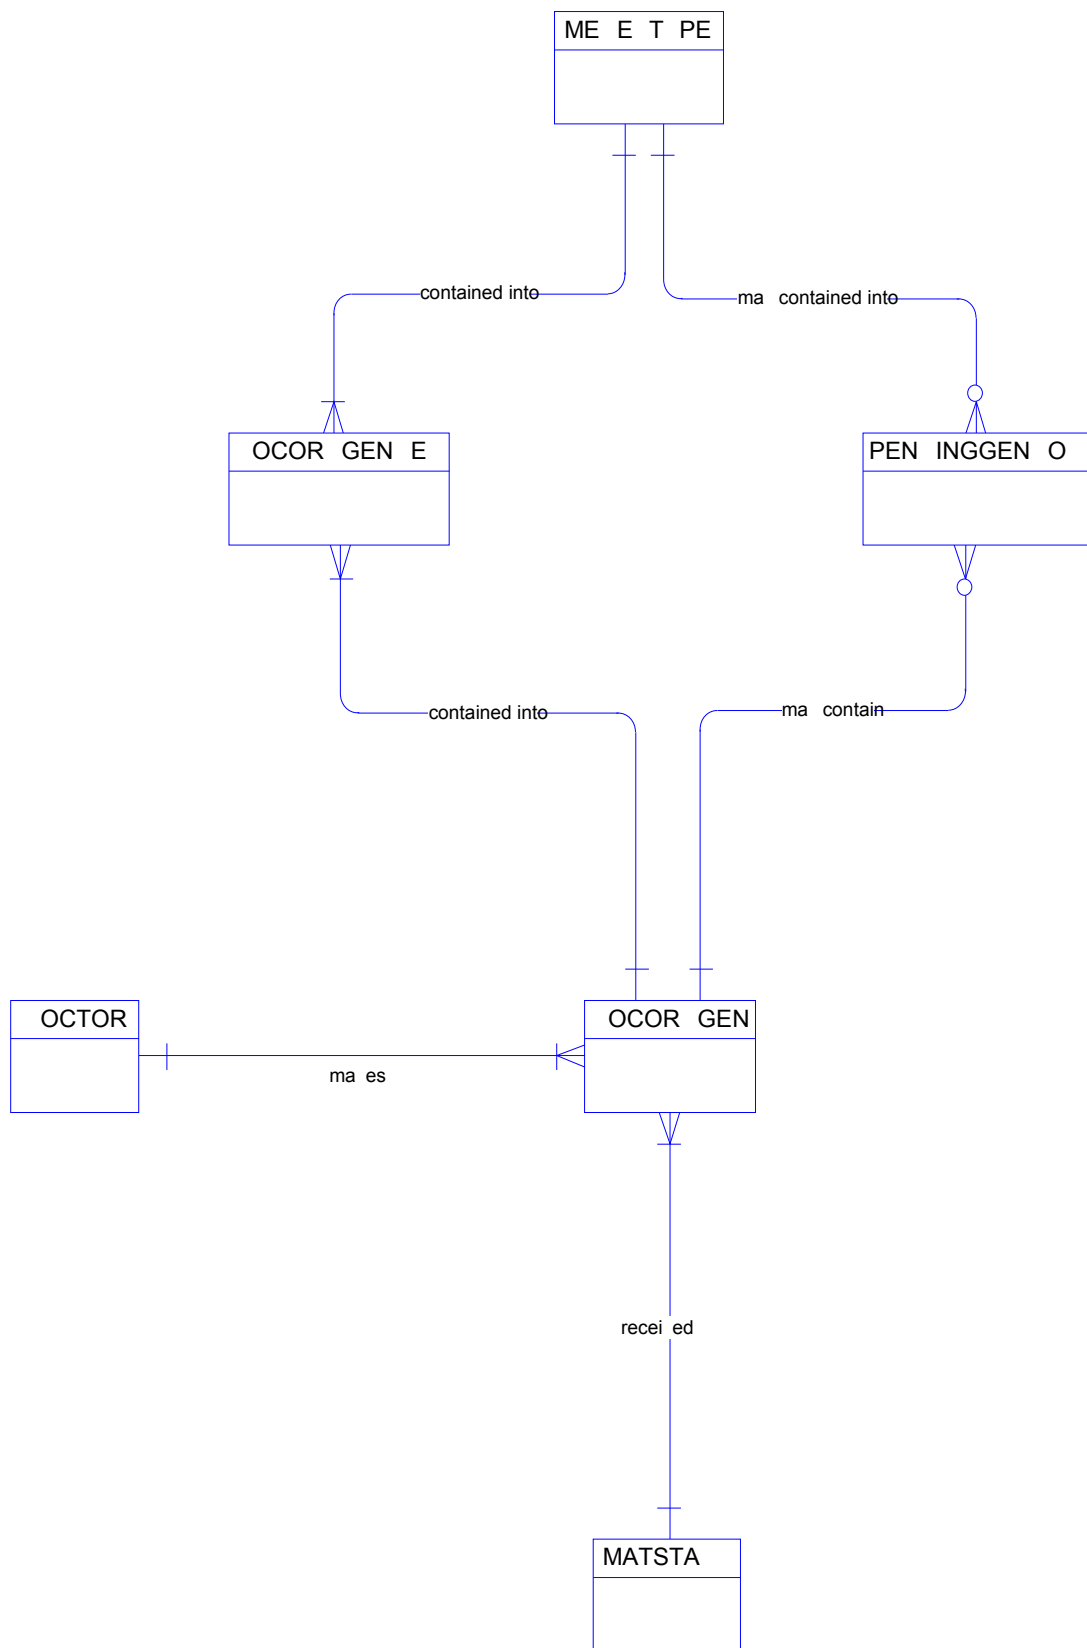 ME E T PE
contained into
ma contained into
OCOR GEN E
PEN INGGEN O
contained into
ma contain
OCTOR
OCOR GEN
ma es
recei ed
MATSTA